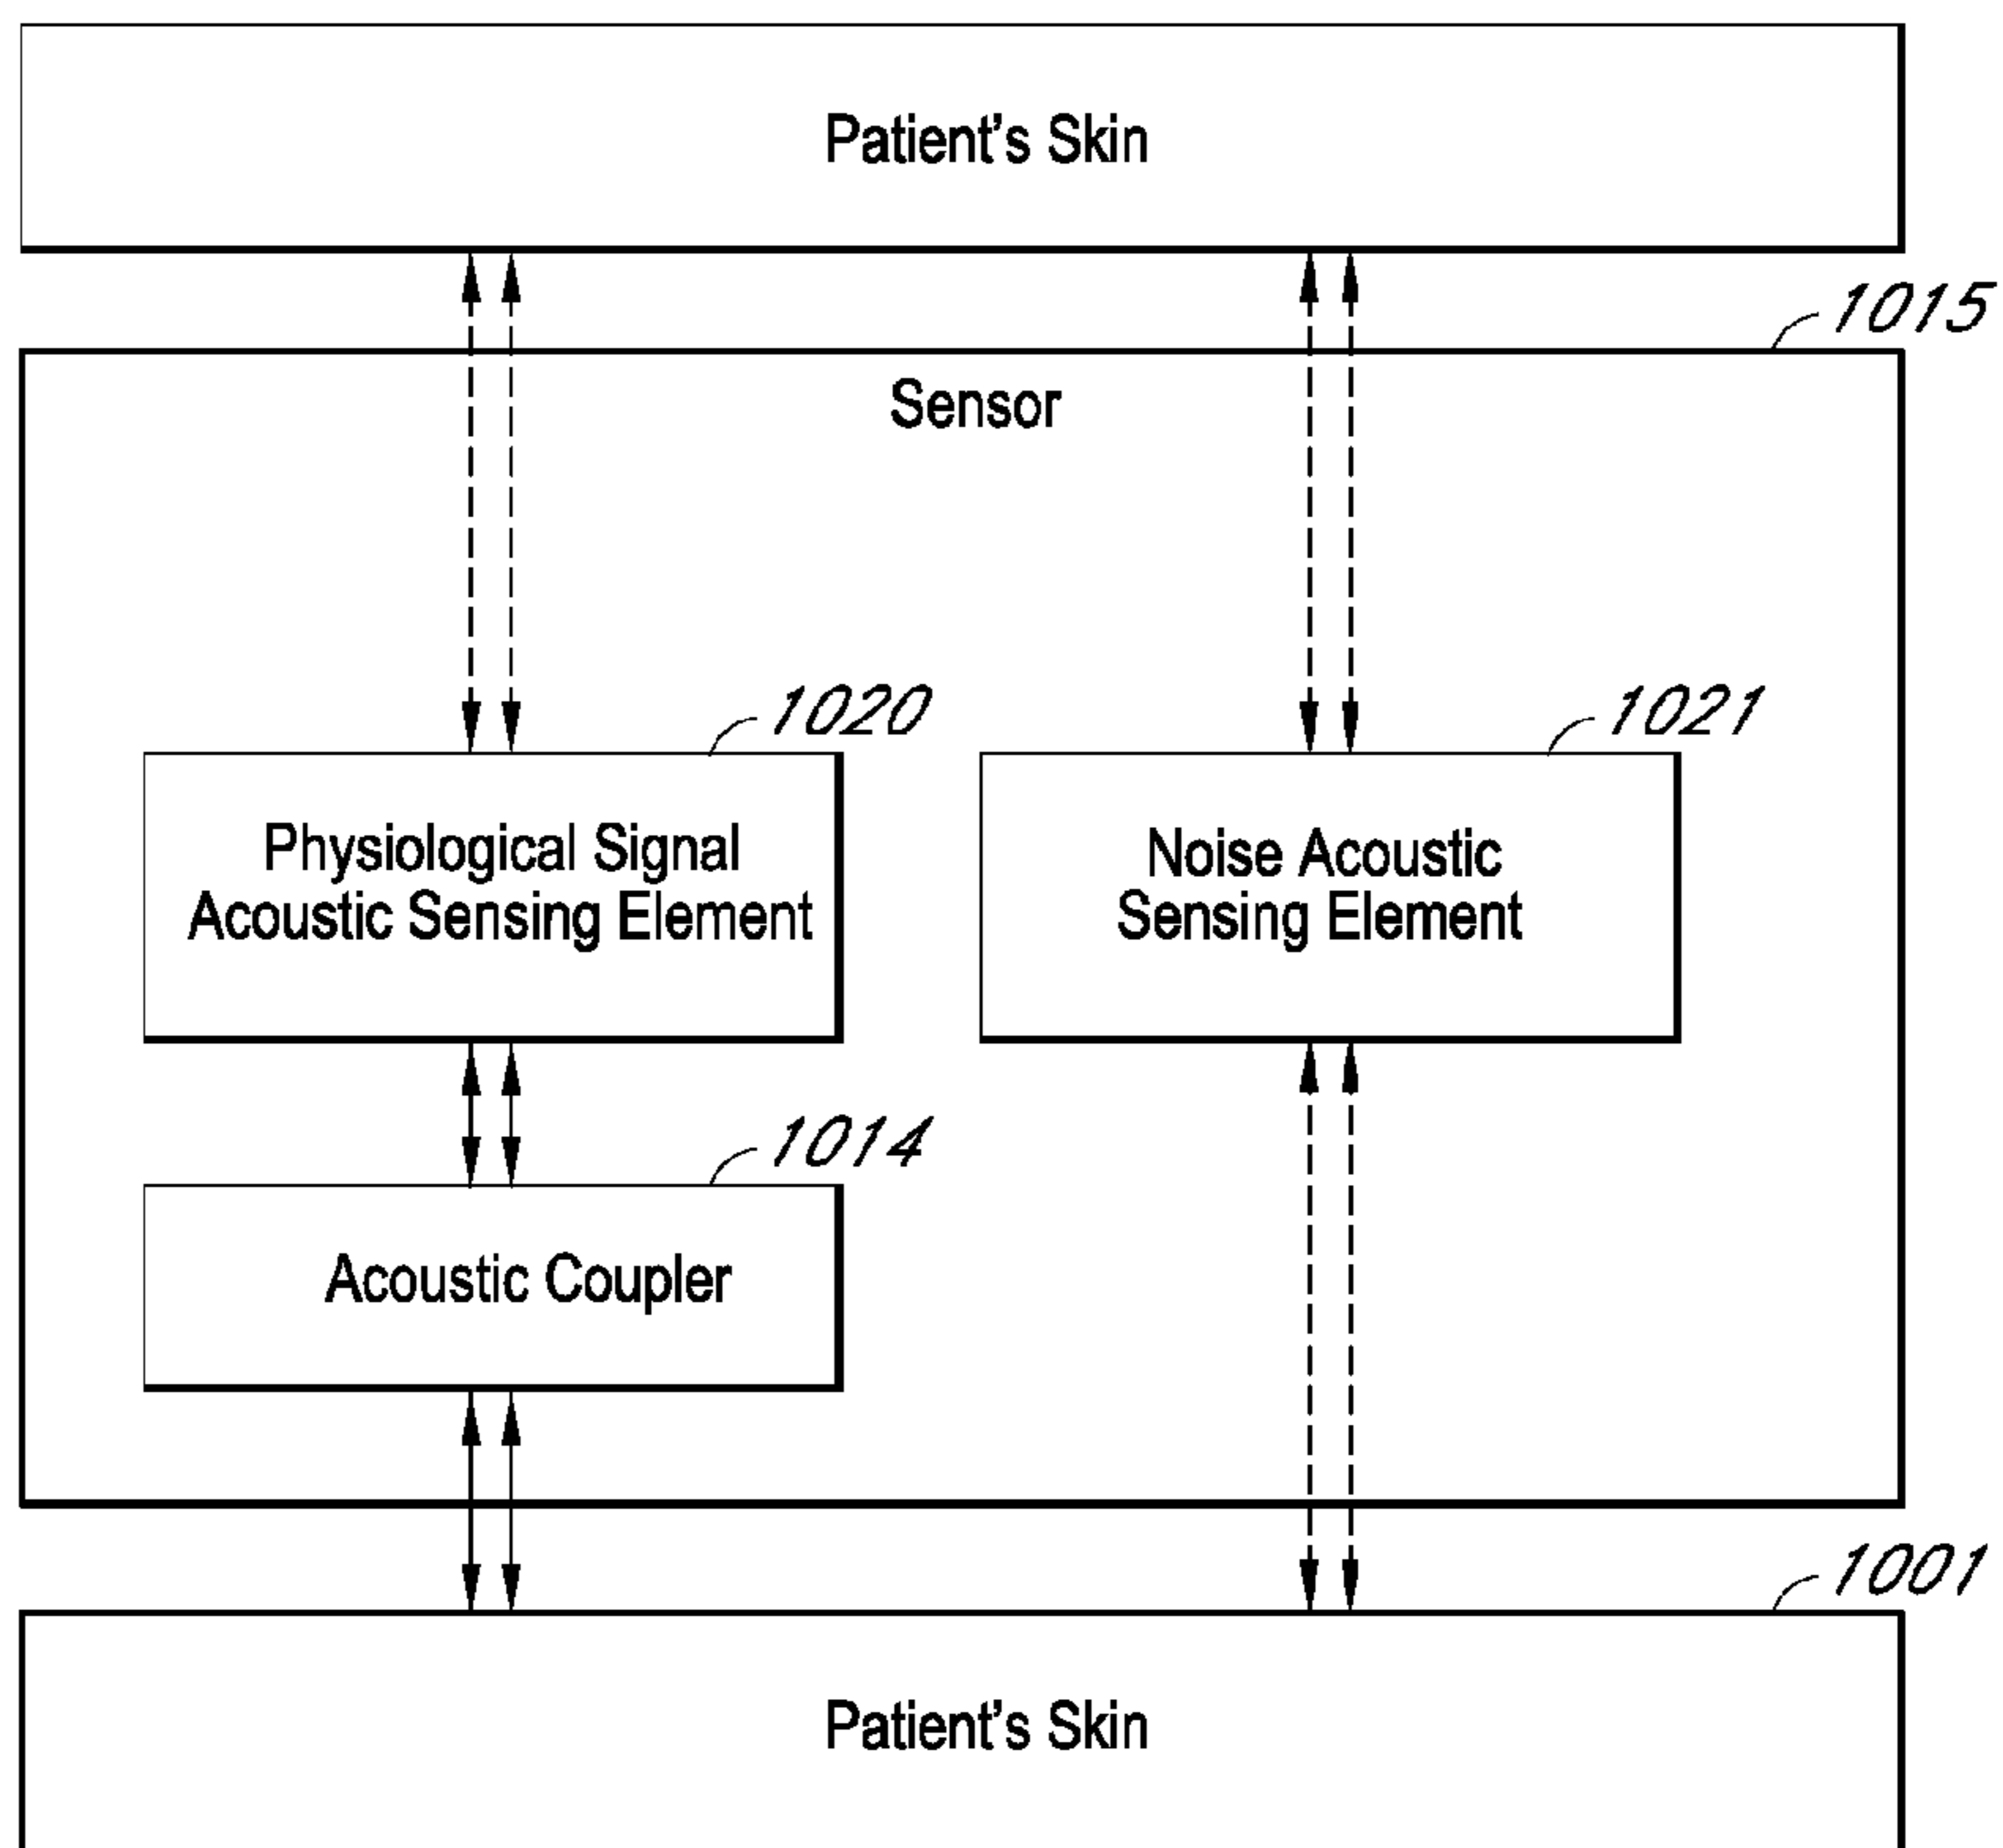 Patient's Skin
1015
Sensor
1020
1021
Physiological Signal
Acoustic Sensing Element
Noise Acoustic
Sensing Element
1014
Acoustic Coupler
1001
Patient's Skin